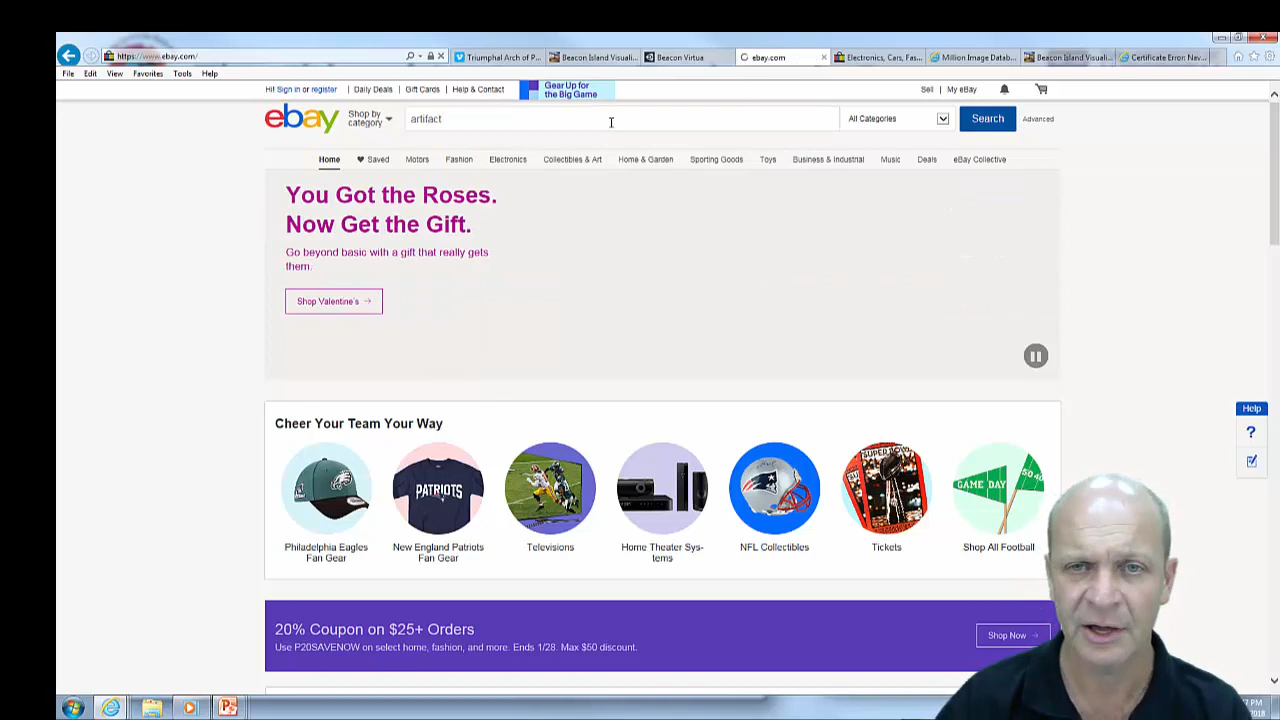 https://www.ebay.com/
Triumphal Arch of P...
Beacon Island Visuali...
Beacon Virtua
ebay.com
Electronics, Cars, Fas...
Million Image Datab...
Beacon Island Visuali...
Certificate Error: Nav...
File Edit View Favorites Tools Help
Hi! Sign in or register
Daily Deals
Gift Cards
Help & Contact
Gear Up for
the Big Game
Sell
My eBay
ebay
Shop by
category
artifact
All Categories
Search
Advanced
Home
Saved
Motors
Fashion
Electronics
Collectibles & Art
Home & Garden
Sporting Goods
Toys
Business & Industrial
Music
Deals
eBay Collective
You Got the Roses.
Now Get the Gift.
Go beyond basic with a gift that really gets
them.
Shop Valentine's →
Help
?
Cheer Your Team Your Way
PATRIOTS
SUPER BOWL
GAME DAY
Philadelphia Eagles
Fan Gear
New England Patriots
Fan Gear
Televisions
Home Theater Sys-
tems
NFL Collectibles
Tickets
Shop All Football
20% Coupon on $25+ Orders
Use P20SAVENOW on select home, fashion, and more. Ends 1/28. Max $50 discount.
Shop Now →
7 PM
2018